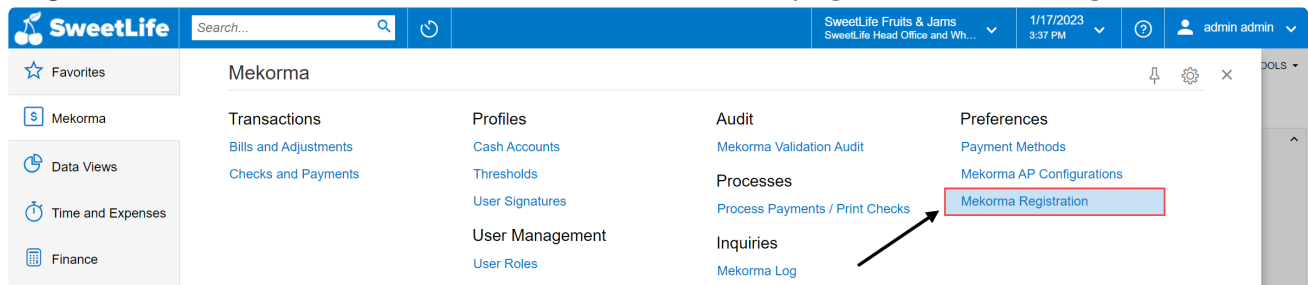 SweetLife
Search...
SweetLife Fruits & Jams
SweetLife Head Office and Wh...
1/17/2023
3:37 PM
?
admin admin
Favorites
Mekorma
Data Views
Time and Expenses
Finance
Mekorma
OOLS
Transactions
Bills and Adjustments
Checks and Payments
Profiles
Cash Accounts
Thresholds
User Signatures
User Management
User Roles
Audit
Mekorma Validation Audit
Processes
Process Payments / Print Checks
Inquiries
Mekorma Log
Preferences
Payment Methods
Mekorma AP Configurations
Mekorma Registration